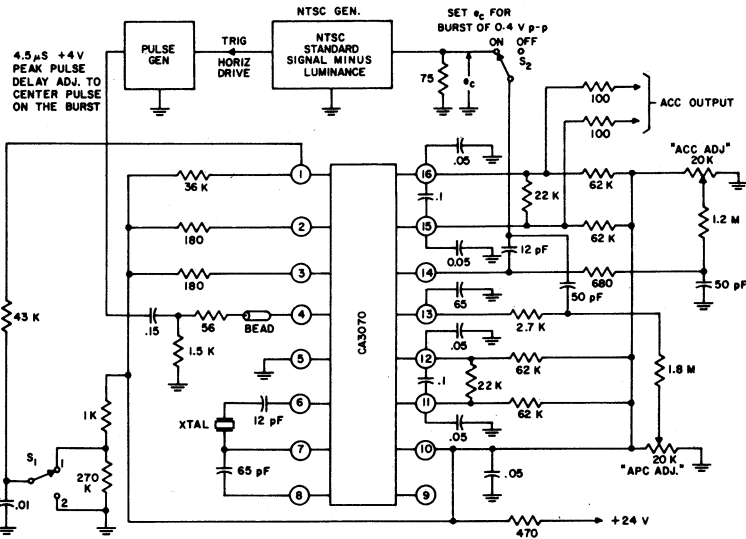 NTSC GEN.
SET ec FOR
BURST OF 0.4 V p-p
ON OFF
S2
4.5µS +4V
PEAK PULSE
DELAY ADJ. TO
CENTER PULSE
ON THE BURST
PULSE
GEN
TRIG
HORIZ
DRIVE
NTSC
STANDARD
SIGNAL MINUS
LUMINANCE
75
ec
100
ACC OUTPUT
100
.05
"ACC ADJ"
20K
1
36 K
16
62 K
.1
22 K
1.2 M
2
180
15
62 K
0.05
12 pF
3
180
14
680
50 pF
50 pF
43 K
65
4
56
BEAD
.15
13
2.7K
1.5 K
CA3070
.05
5
12
62 K
1.8 M
.1
22K
1K
6
12 pF
11
62 K
XTAL
.05
S1
1
270
K
2
7
10
20 K
"APC ADJ."
65 pF
.05
.01
8
9
470
+24 V